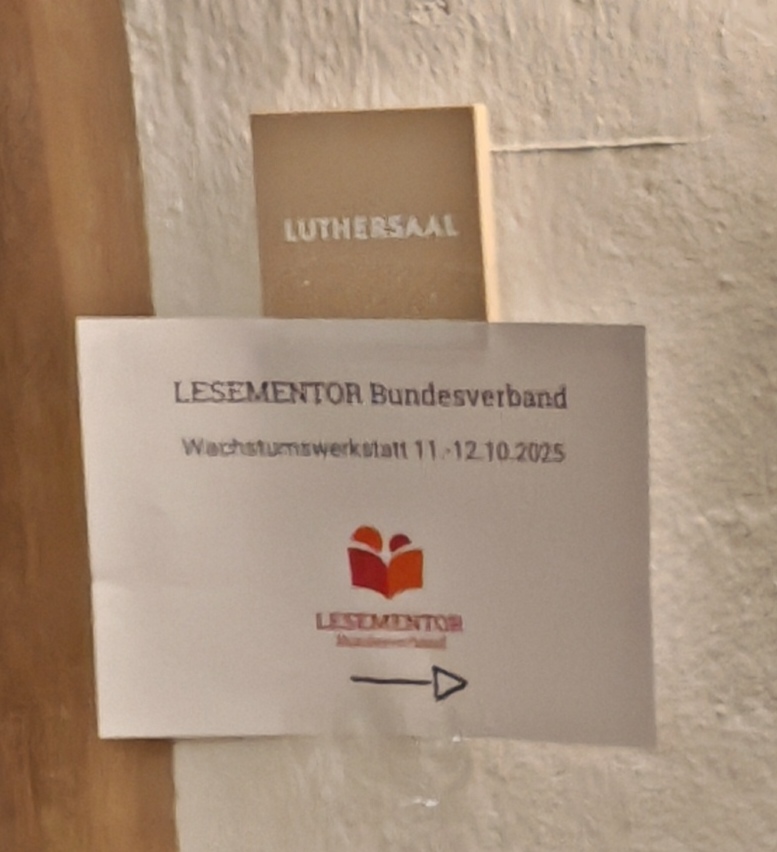 LUTHERSAAL
LESEMENTOR Bundesverband
Wachstumswerkstatt 11.-12.10.2025
LESEMENTOR
Bundesverband